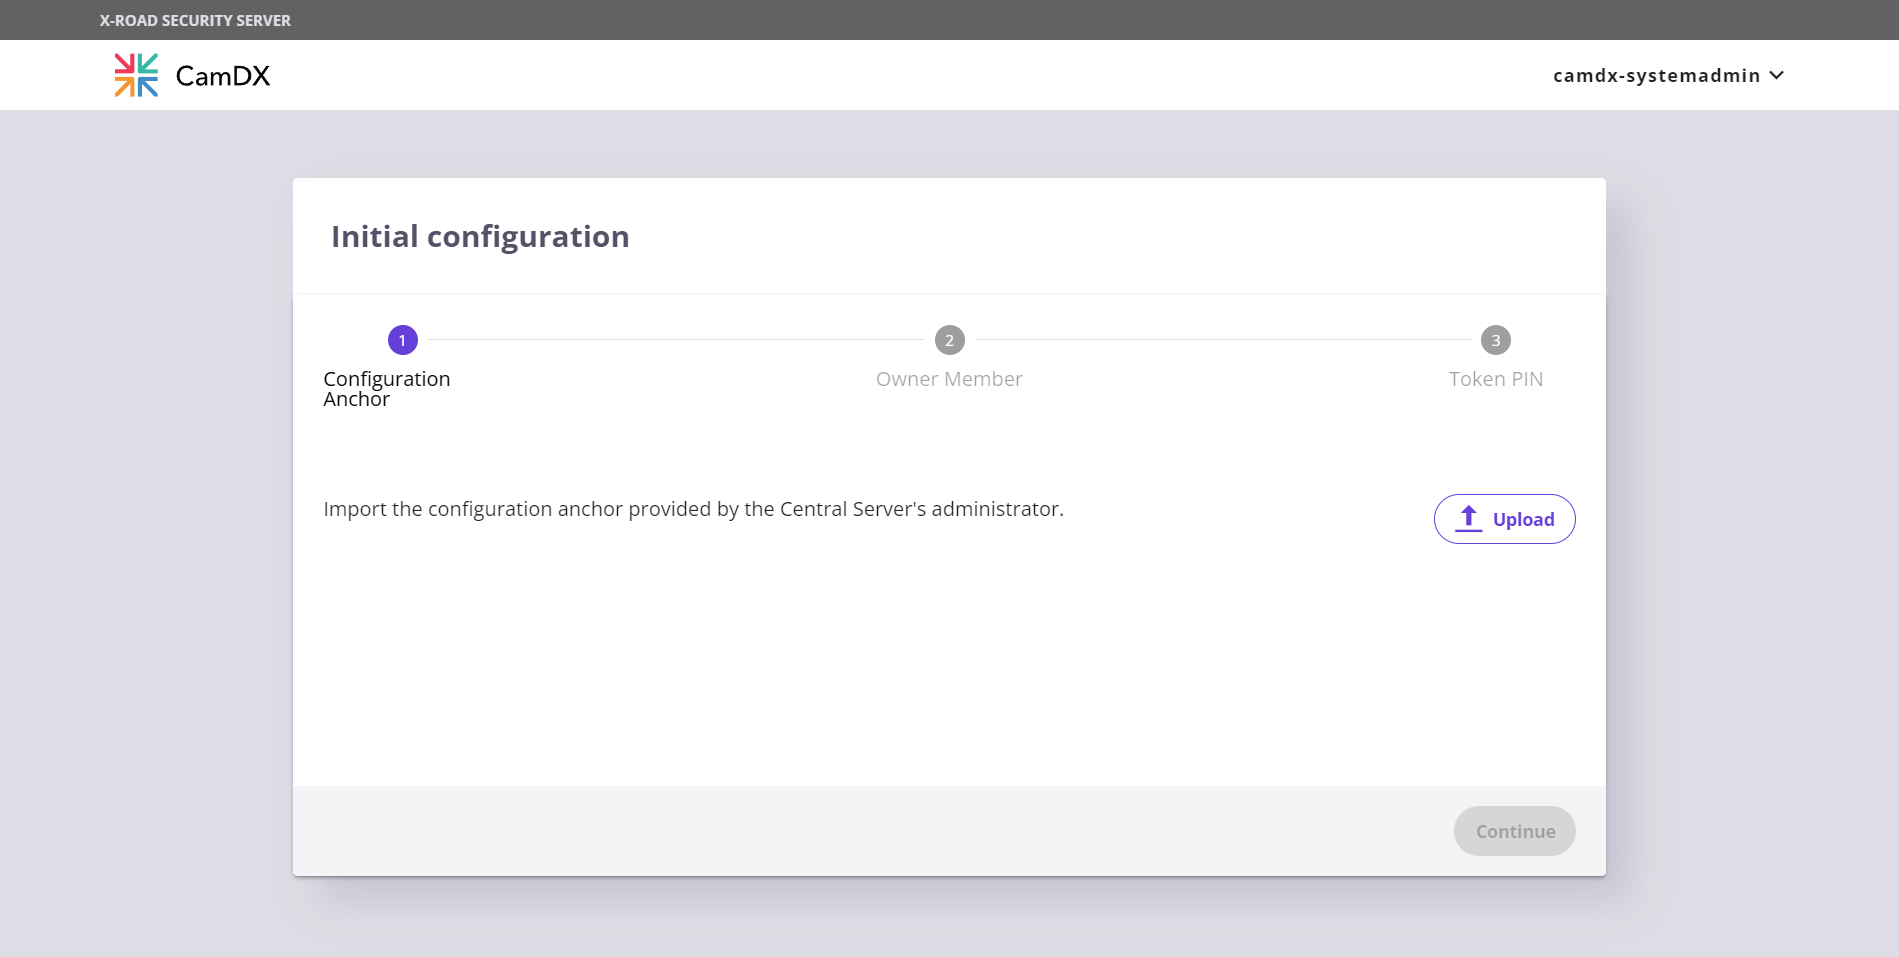 X-ROAD SECURITY SERVER
CamDX
camdx-systemadmin
Initial configuration
1
2
3
Configuration
Anchor
Owner Member
Token PIN
Import the configuration anchor provided by the Central Server's administrator.
Upload
Continue